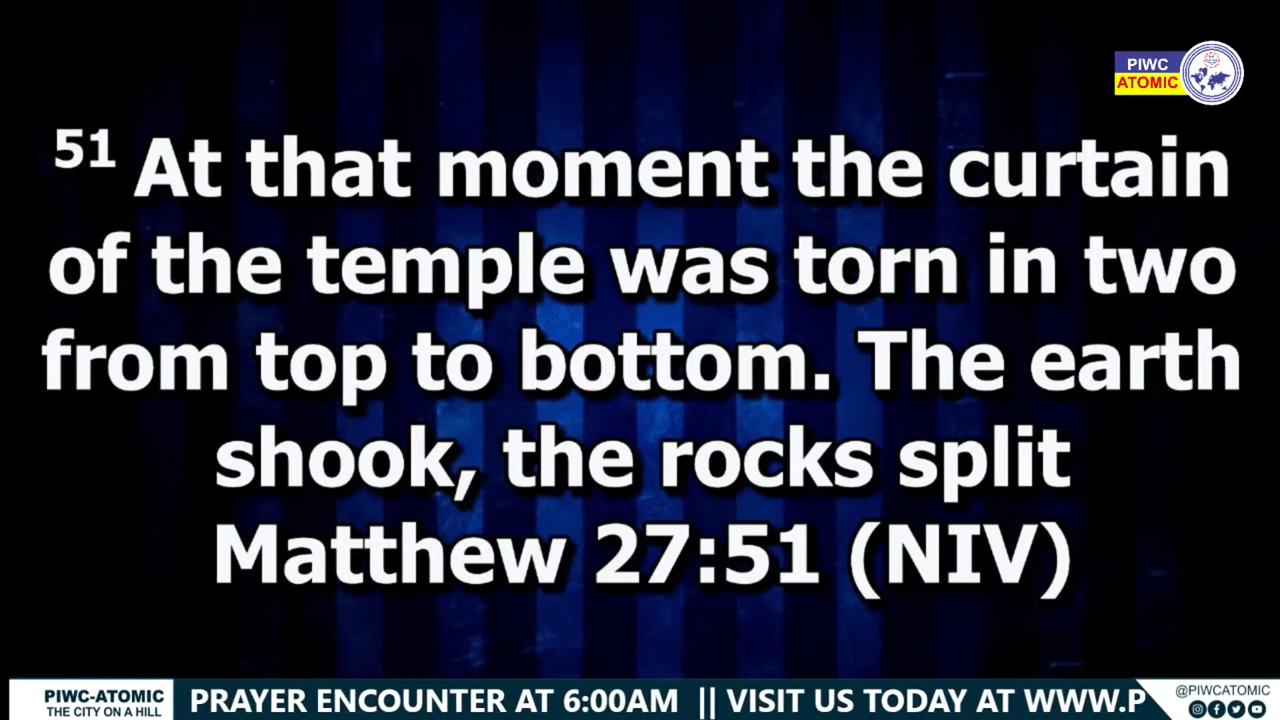 PIWC
ATOMIC
51 At that moment the curtain
of the temple was torn in two
from top to bottom. The earth
shook, the rocks split
Matthew 27:51 (NIV)
PIWC-ATOMIC
THE CITY ON A HILL
PRAYER ENCOUNTER AT 6:00AM || VISIT US TODAY AT WWW.P
@PIWCATOMIC